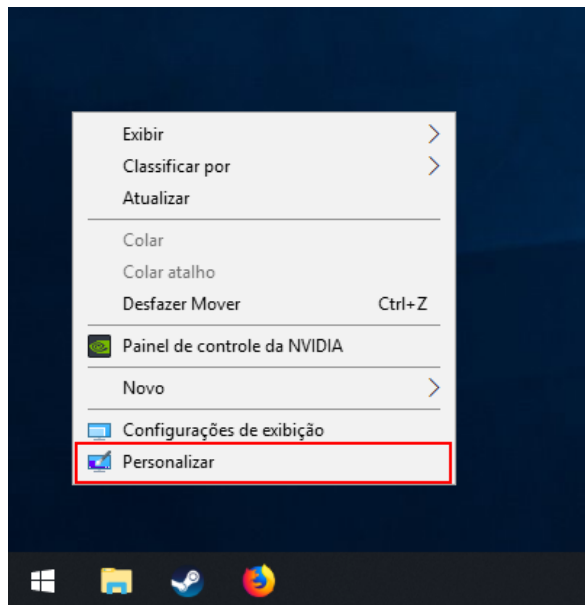 Exibir
Classificar por
Atualizar
Colar
Colar atalho
Desfazer Mover Ctrl+Z
Painel de controle da NVIDIA
Novo
Configurações de exibição
Personalizar